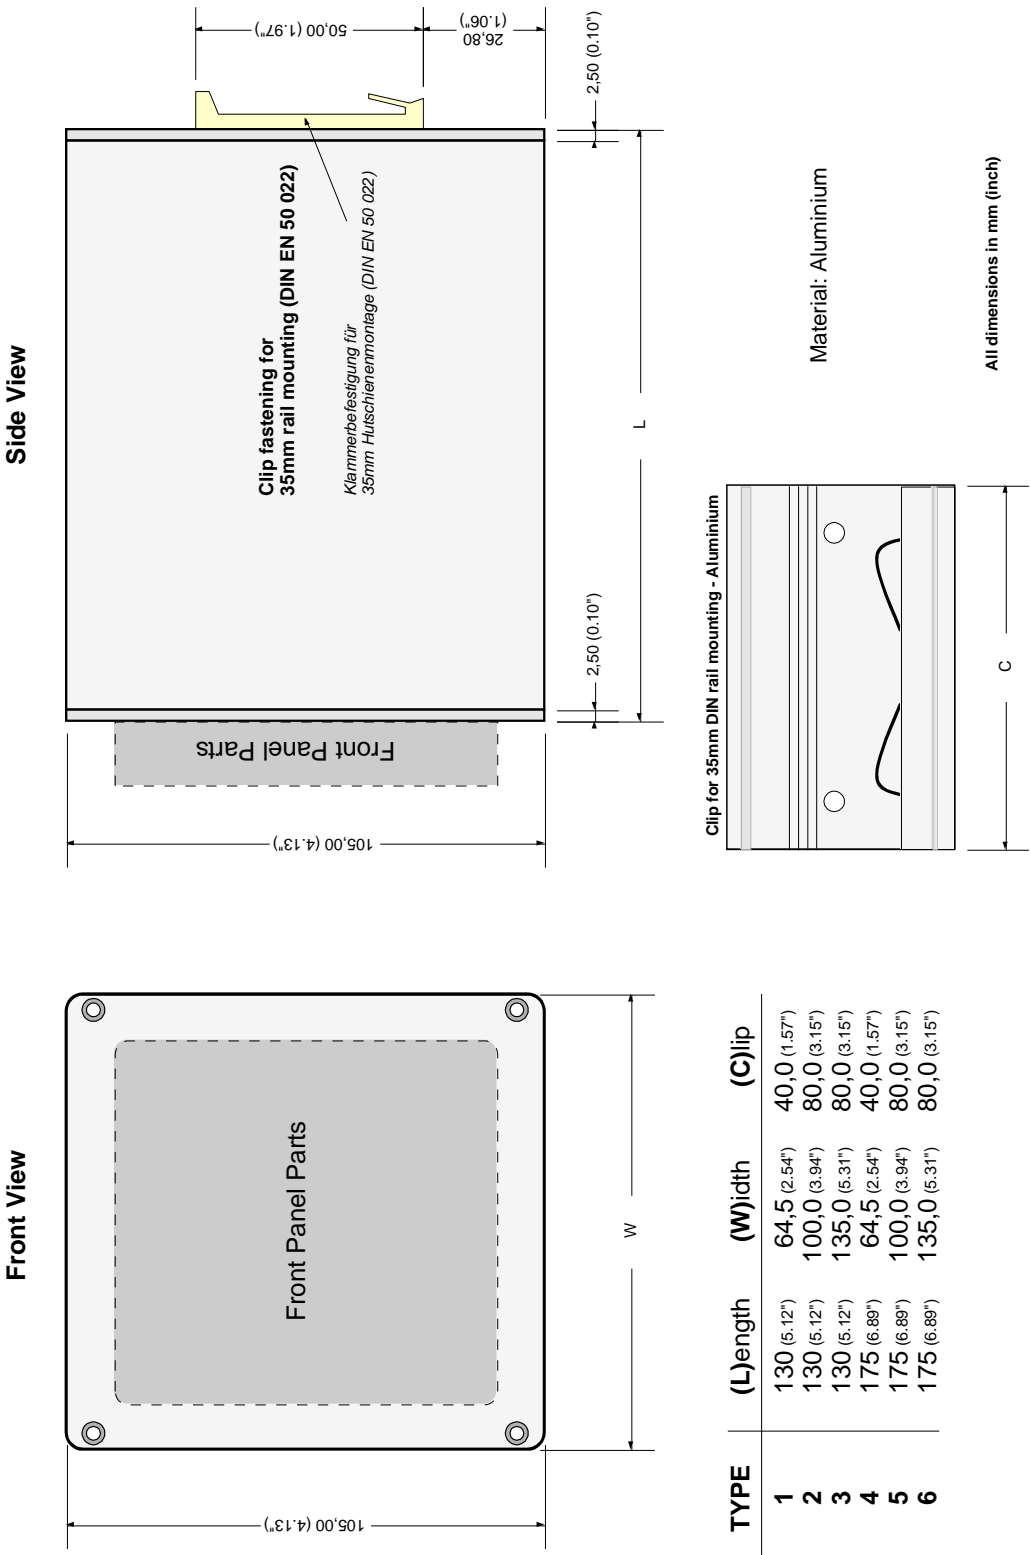 Front View
Side View
105,00 (4.13")
Front Panel Parts
W
105,00 (4.13")
Front Panel Parts
Clip fastening for
35mm rail mounting (DIN EN 50 022)
Klammerbefestigung für
35mm Hutschienenmontage (DIN EN 50 022)
50,00 (1.97")
26,80
(1.06")
2,50 (0.10")
L
2,50 (0.10")
TYPE (L)ength (W)idth (C)lip
1 130 (5.12") 64,5 (2.54") 40,0 (1.57")
2 130 (5.12") 100,0 (3.94") 80,0 (3.15")
3 130 (5.12") 135,0 (5.31") 80,0 (3.15")
4 175 (6.89") 64,5 (2.54") 40,0 (1.57")
5 175 (6.89") 100,0 (3.94") 80,0 (3.15")
6 175 (6.89") 135,0 (5.31") 80,0 (3.15")
Clip for 35mm DIN rail mounting - Aluminium
C
Material: Aluminium
All dimensions in mm (inch)